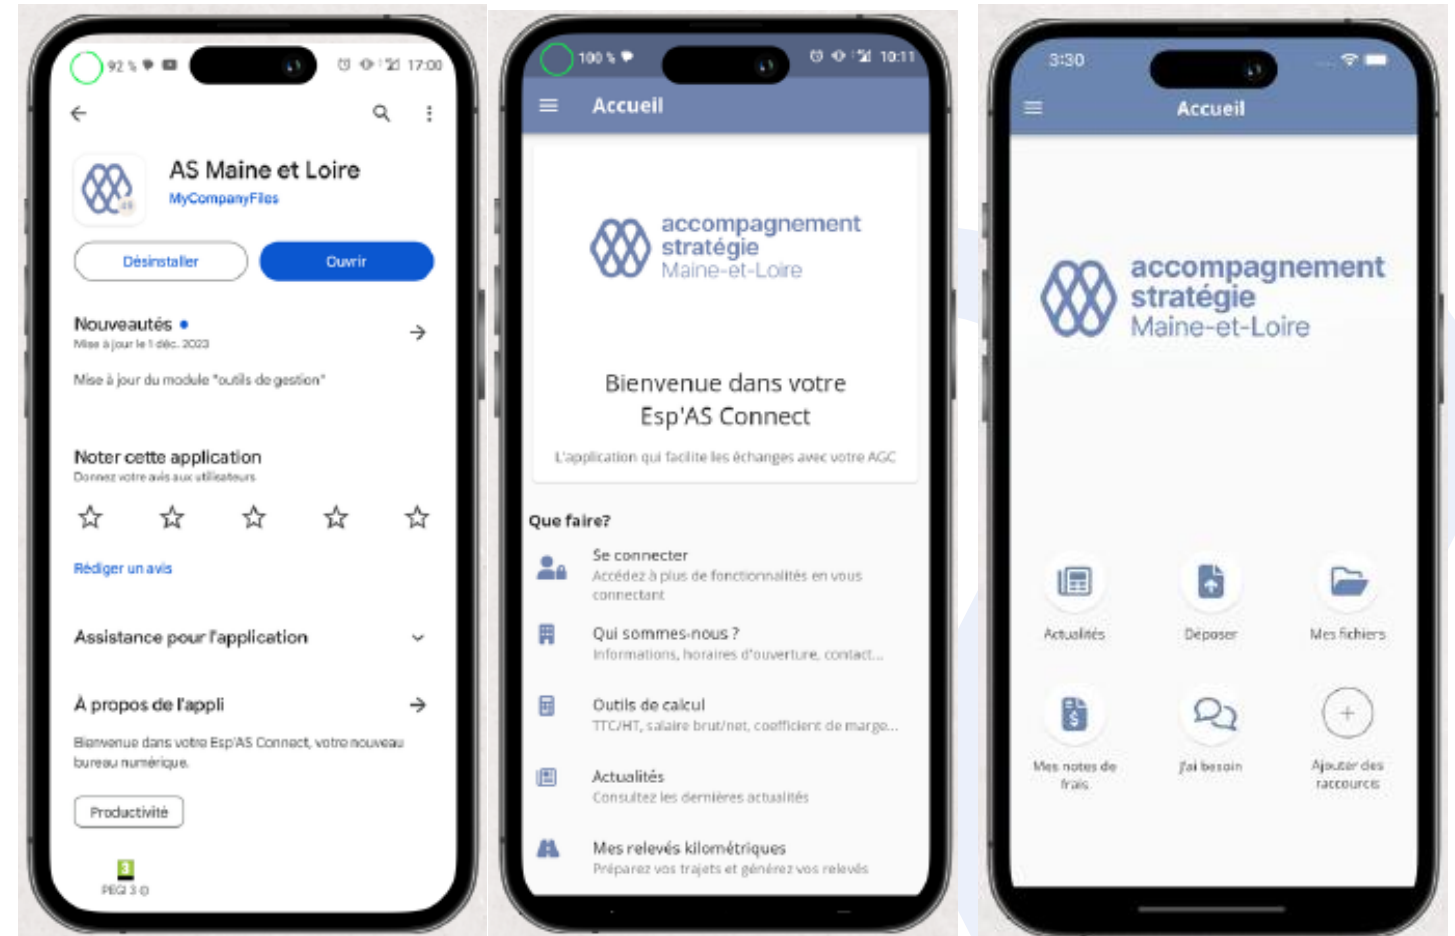 92 %
17:00
AS Maine et Loire
MyCompanyFiles
Désinstaller
Ouvrir
Nouveautés
Mise à jour le 1 déc. 2023
Mise à jour du module "outils de gestion"
Noter cette application
Donnez votre avis aux utilisateurs
Rédiger un avis
Assistance pour l'application
À propos de l'appli
Bienvenue dans votre Esp'AS Connect, votre nouveau
bureau numérique.
Productivité
3
PEGI 3
100 %
10:11
Accueil
accompagnement
stratégie
Maine-et-Loire
Bienvenue dans votre
Esp'AS Connect
L'application qui facilite les échanges avec votre AGC
Que faire?
Se connecter
Accédez à plus de fonctionnalités en vous
connectant
Qui sommes-nous ?
Informations, horaires d'ouverture, contact...
Outils de calcul
TTC/HT, salaire brut/net, coefficient de marge...
Actualités
Consultez les dernières actualités
Mes relevés kilométriques
Préparez vos trajets et générez vos relevés
3:30
Accueil
accompagnement
stratégie
Maine-et-Loire
Actualités
Déposer
Mes fichiers
Mes notes de
frais
J'ai besoin
Ajouter des
raccourcis